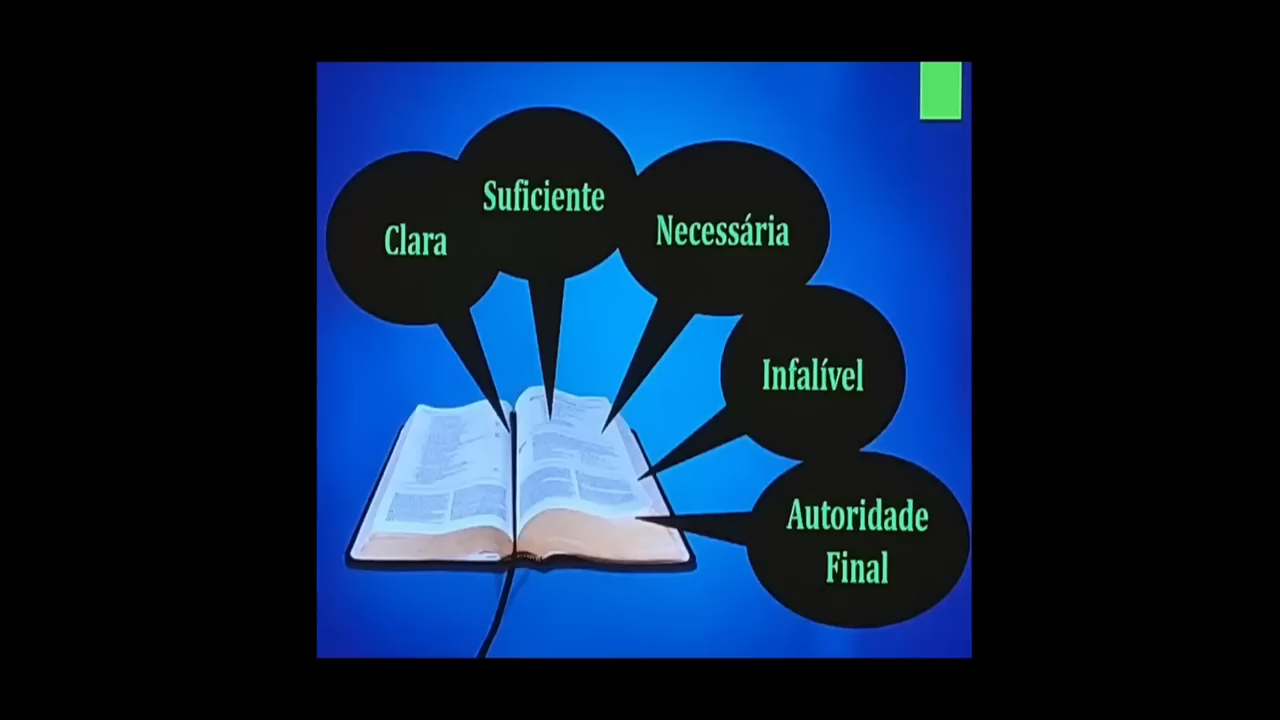 Clara
Suficiente
Necessária
Infalível
Autoridade
Final